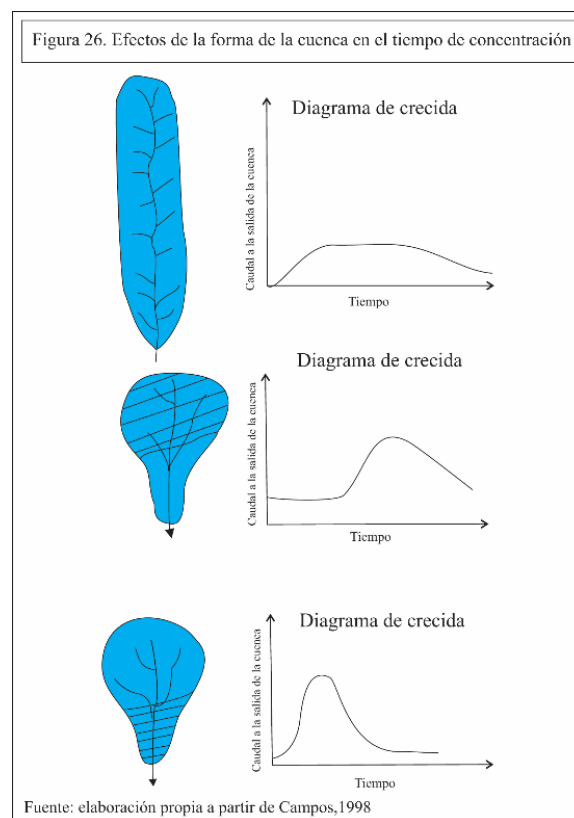 Figura 26. Efectos de la forma de la cuenca en el tiempo de concentración
Diagrama de crecida
Caudal a la salida de la cuenca
Tiempo
Diagrama de crecida
Caudal a la salida de la cuenca
Tiempo
Diagrama de crecida
Caudal a la salida de la cuenca
Tiempo
Fuente: elaboración propia a partir de Campos,1998